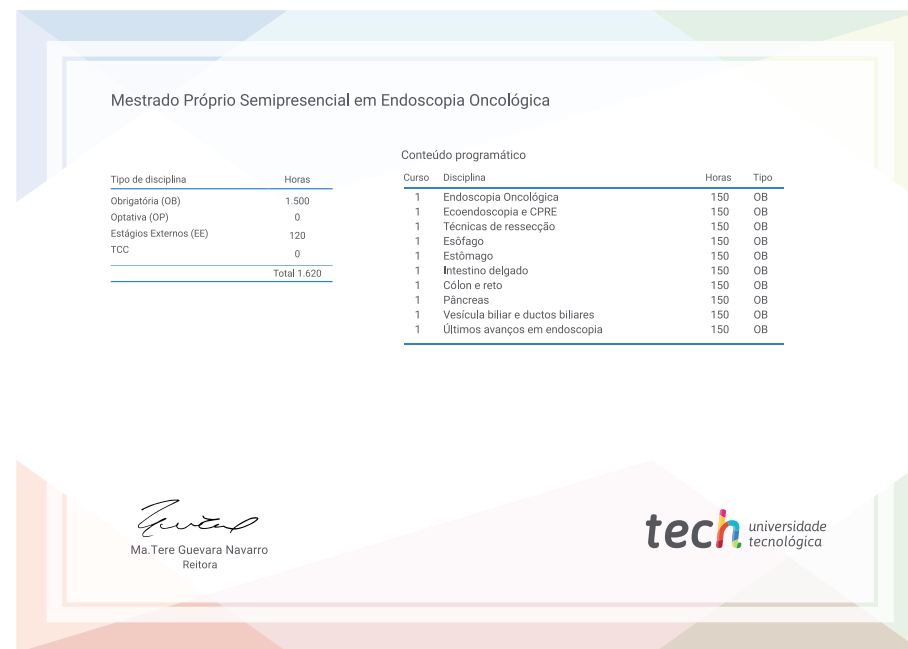 Mestrado Próprio Semipresencial em Endoscopia Oncológica
Tipo de disciplina Horas
Obrigatória (OB) 1.500
Optativa (OP) 0
Estágios Externos (EE) 120
TCC 0
Total 1.620
Conteúdo programático
Curso Disciplina Horas Tipo
1 Endoscopia Oncológica 150 OB
1 Ecoendoscopia e CPRE 150 OB
1 Técnicas de ressecção 150 OB
1 Esôfago 150 OB
1 Estômago 150 OB
1 Intestino delgado 150 OB
1 Cólon e reto 150 OB
1 Pâncreas 150 OB
1 Vesícula biliar e ductos biliares 150 OB
1 Últimos avanços em endoscopia 150 OB
Ma.Tere Guevara Navarro
Reitora
tech universidade
tecnológica